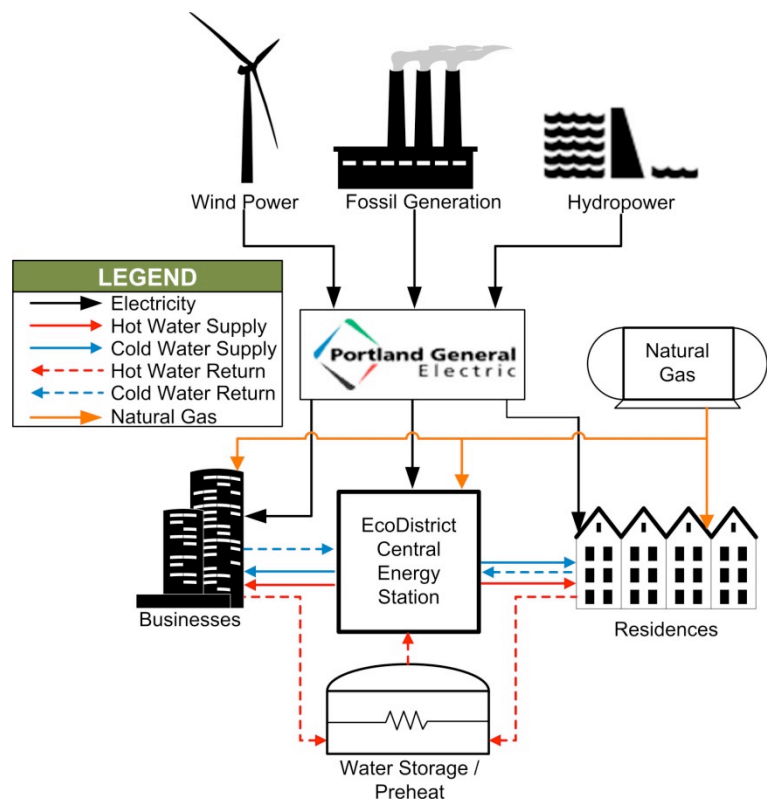 Wind Power
Fossil Generation
Hydropower
LEGEND
Electricity
Hot Water Supply
Cold Water Supply
Hot Water Return
Cold Water Return
Natural Gas
Portland General
Electric
Natural
Gas
EcoDistrict
Central
Energy
Station
Businesses
Residences
Water Storage /
Preheat